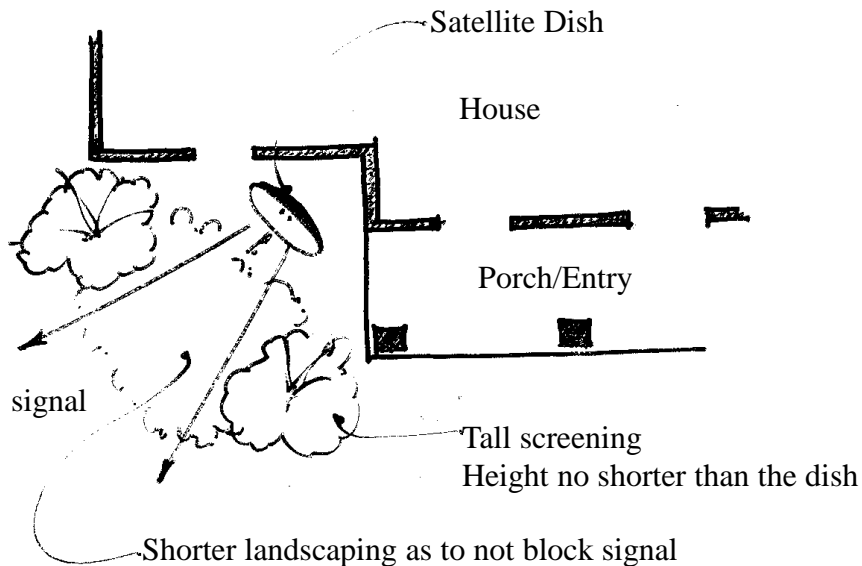 Satellite Dish
House
Porch/Entry
signal
Tall screening
Height no shorter than the dish
Shorter landscaping as to not block signal